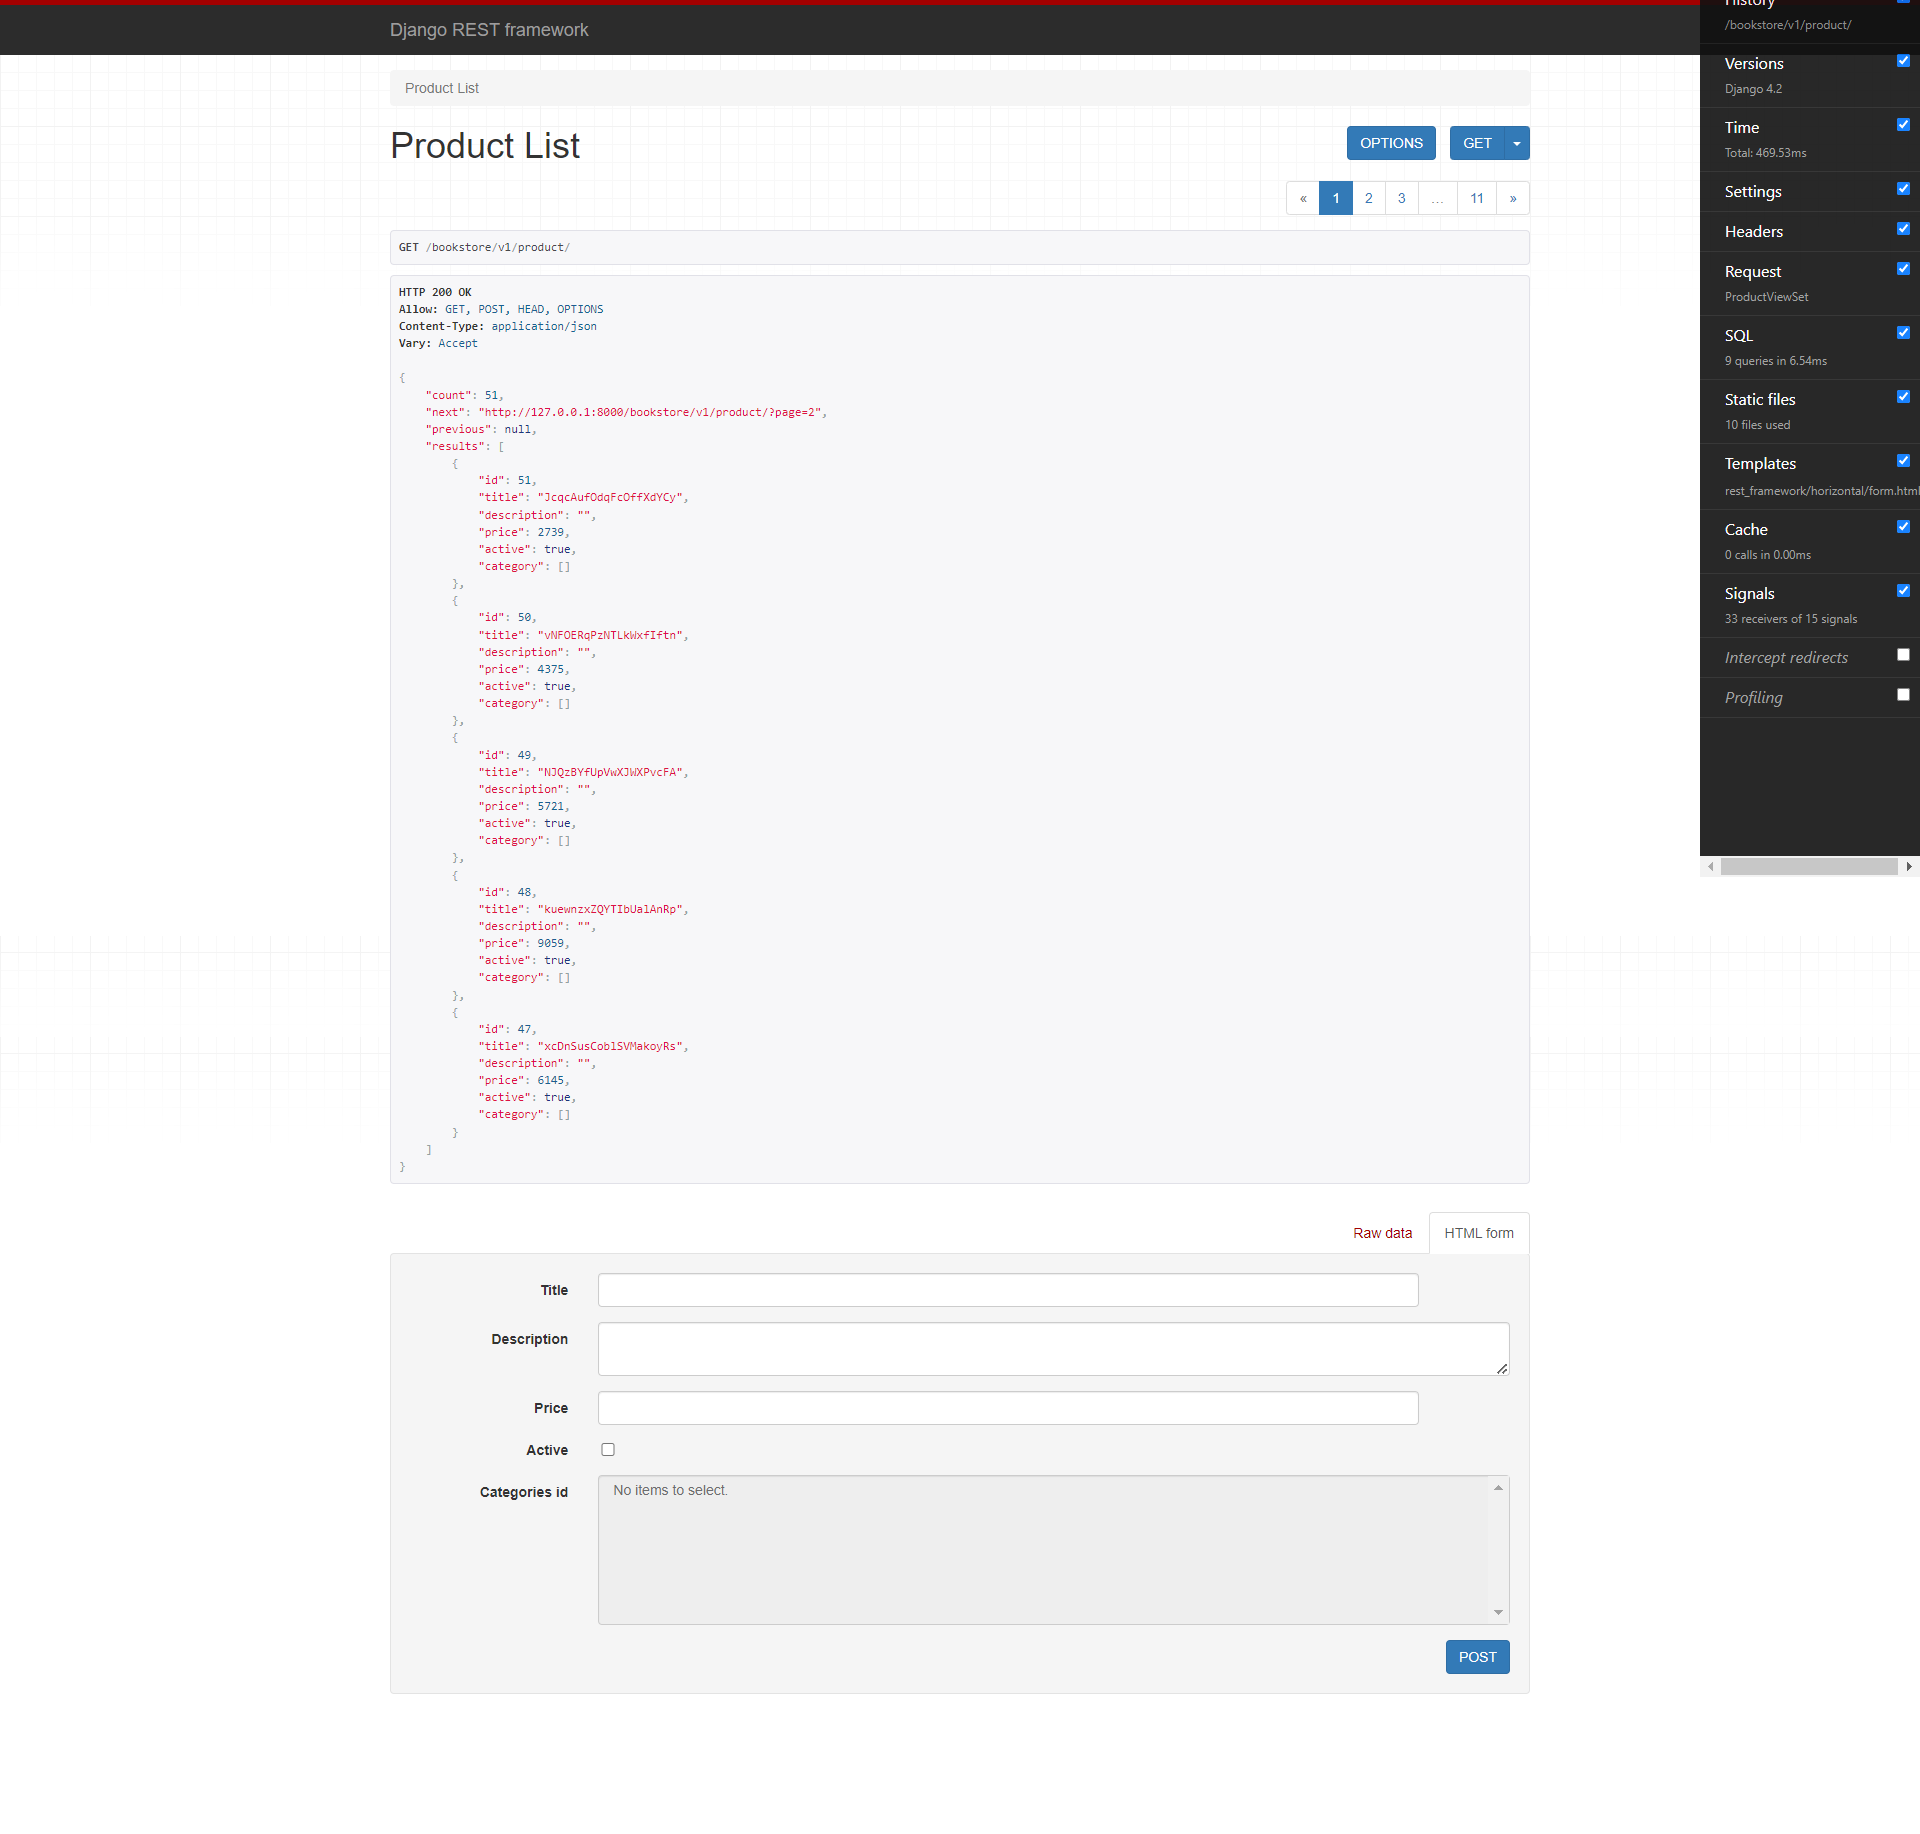 Django REST framework
Product List
Product List
OPTIONS
GET
« 1 2 3 … 11 »
GET /bookstore/v1/product/
HTTP 200 OK
Allow: GET, POST, HEAD, OPTIONS
Content-Type: application/json
Vary: Accept
{
"count": 51,
"next": "http://127.0.0.1:8000/bookstore/v1/product/?page=2",
"previous": null,
"results": [
{
"id": 51,
"title": "JcqcAufOdqFcOffXdYCy",
"description": "",
"price": 2739,
"active": true,
"category": []
},
{
"id": 50,
"title": "vNFOERqPzNTLkWxfIftn",
"description": "",
"price": 4375,
"active": true,
"category": []
},
{
"id": 49,
"title": "NJQzBYfUpVwXJWXPvcFA",
"description": "",
"price": 5721,
"active": true,
"category": []
},
{
"id": 48,
"title": "kuewnzxZQYTIbUalAnRp",
"description": "",
"price": 9059,
"active": true,
"category": []
},
{
"id": 47,
"title": "xcDnSusCoblSVMakoyRs",
"description": "",
"price": 6145,
"active": true,
"category": []
}
]
}
Raw data
HTML form
Title
Description
Price
Active
Categories id
No items to select.
POST
History
/bookstore/v1/product/
Versions
Django 4.2
Time
Total: 469.53ms
Settings
Headers
Request
ProductViewSet
SQL
9 queries in 6.54ms
Static files
10 files used
Templates
rest_framework/horizontal/form.html
Cache
0 calls in 0.00ms
Signals
33 receivers of 15 signals
Intercept redirects
Profiling